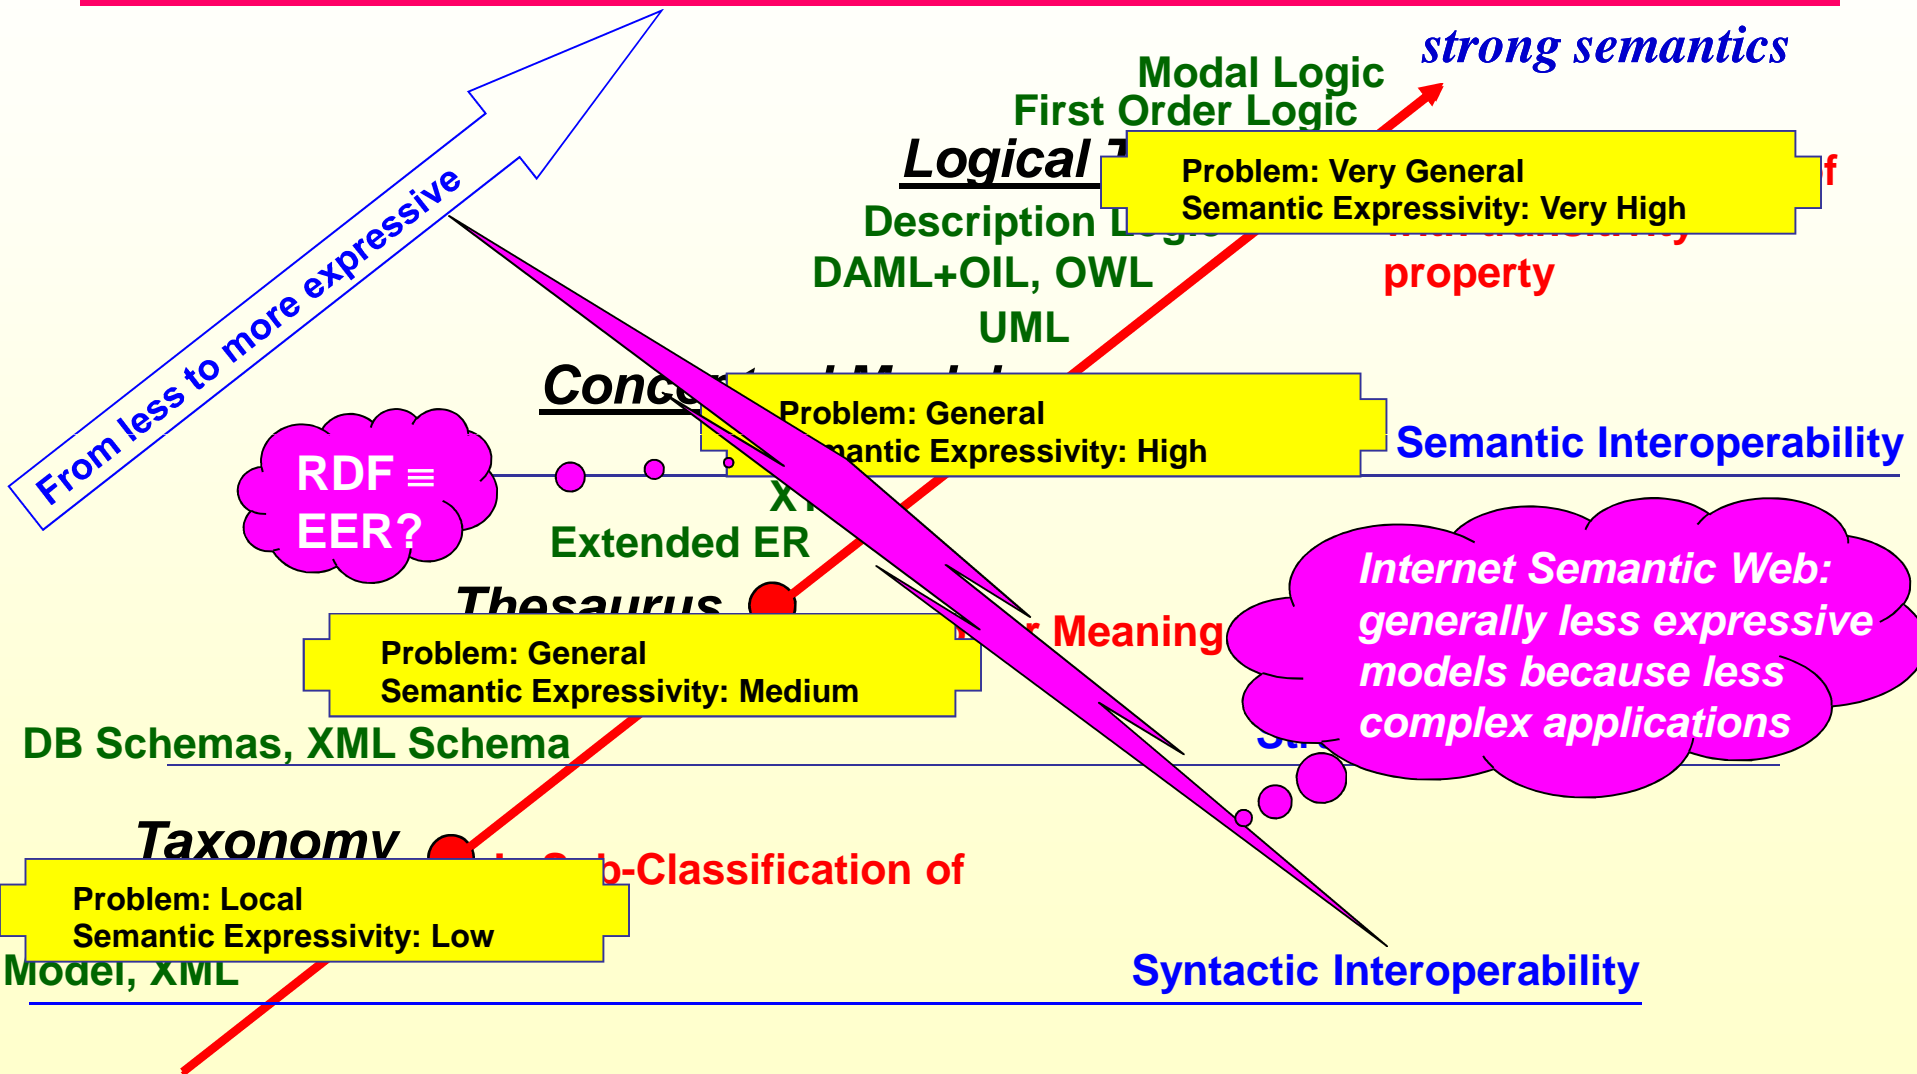 strong semantics
Modal Logic
First Order Logic
Logical
Problem: Very General
Semantic Expressivity: Very High
Description Logic
property
DAML+OIL, OWL
UML
From less to more expressive
Problem: General
Semantic Expressivity: High
Semantic Interoperability
RDF ≡
EER?
Extended ER
Thesaurus
Internet Semantic Web:
generally less expressive
models because less
complex applications
Meaning
Problem: General
Semantic Expressivity: Medium
DB Schemas, XML Schema
Taxonomy
Sub-Classification of
Problem: Local
Semantic Expressivity: Low
Model, XML
Syntactic Interoperability